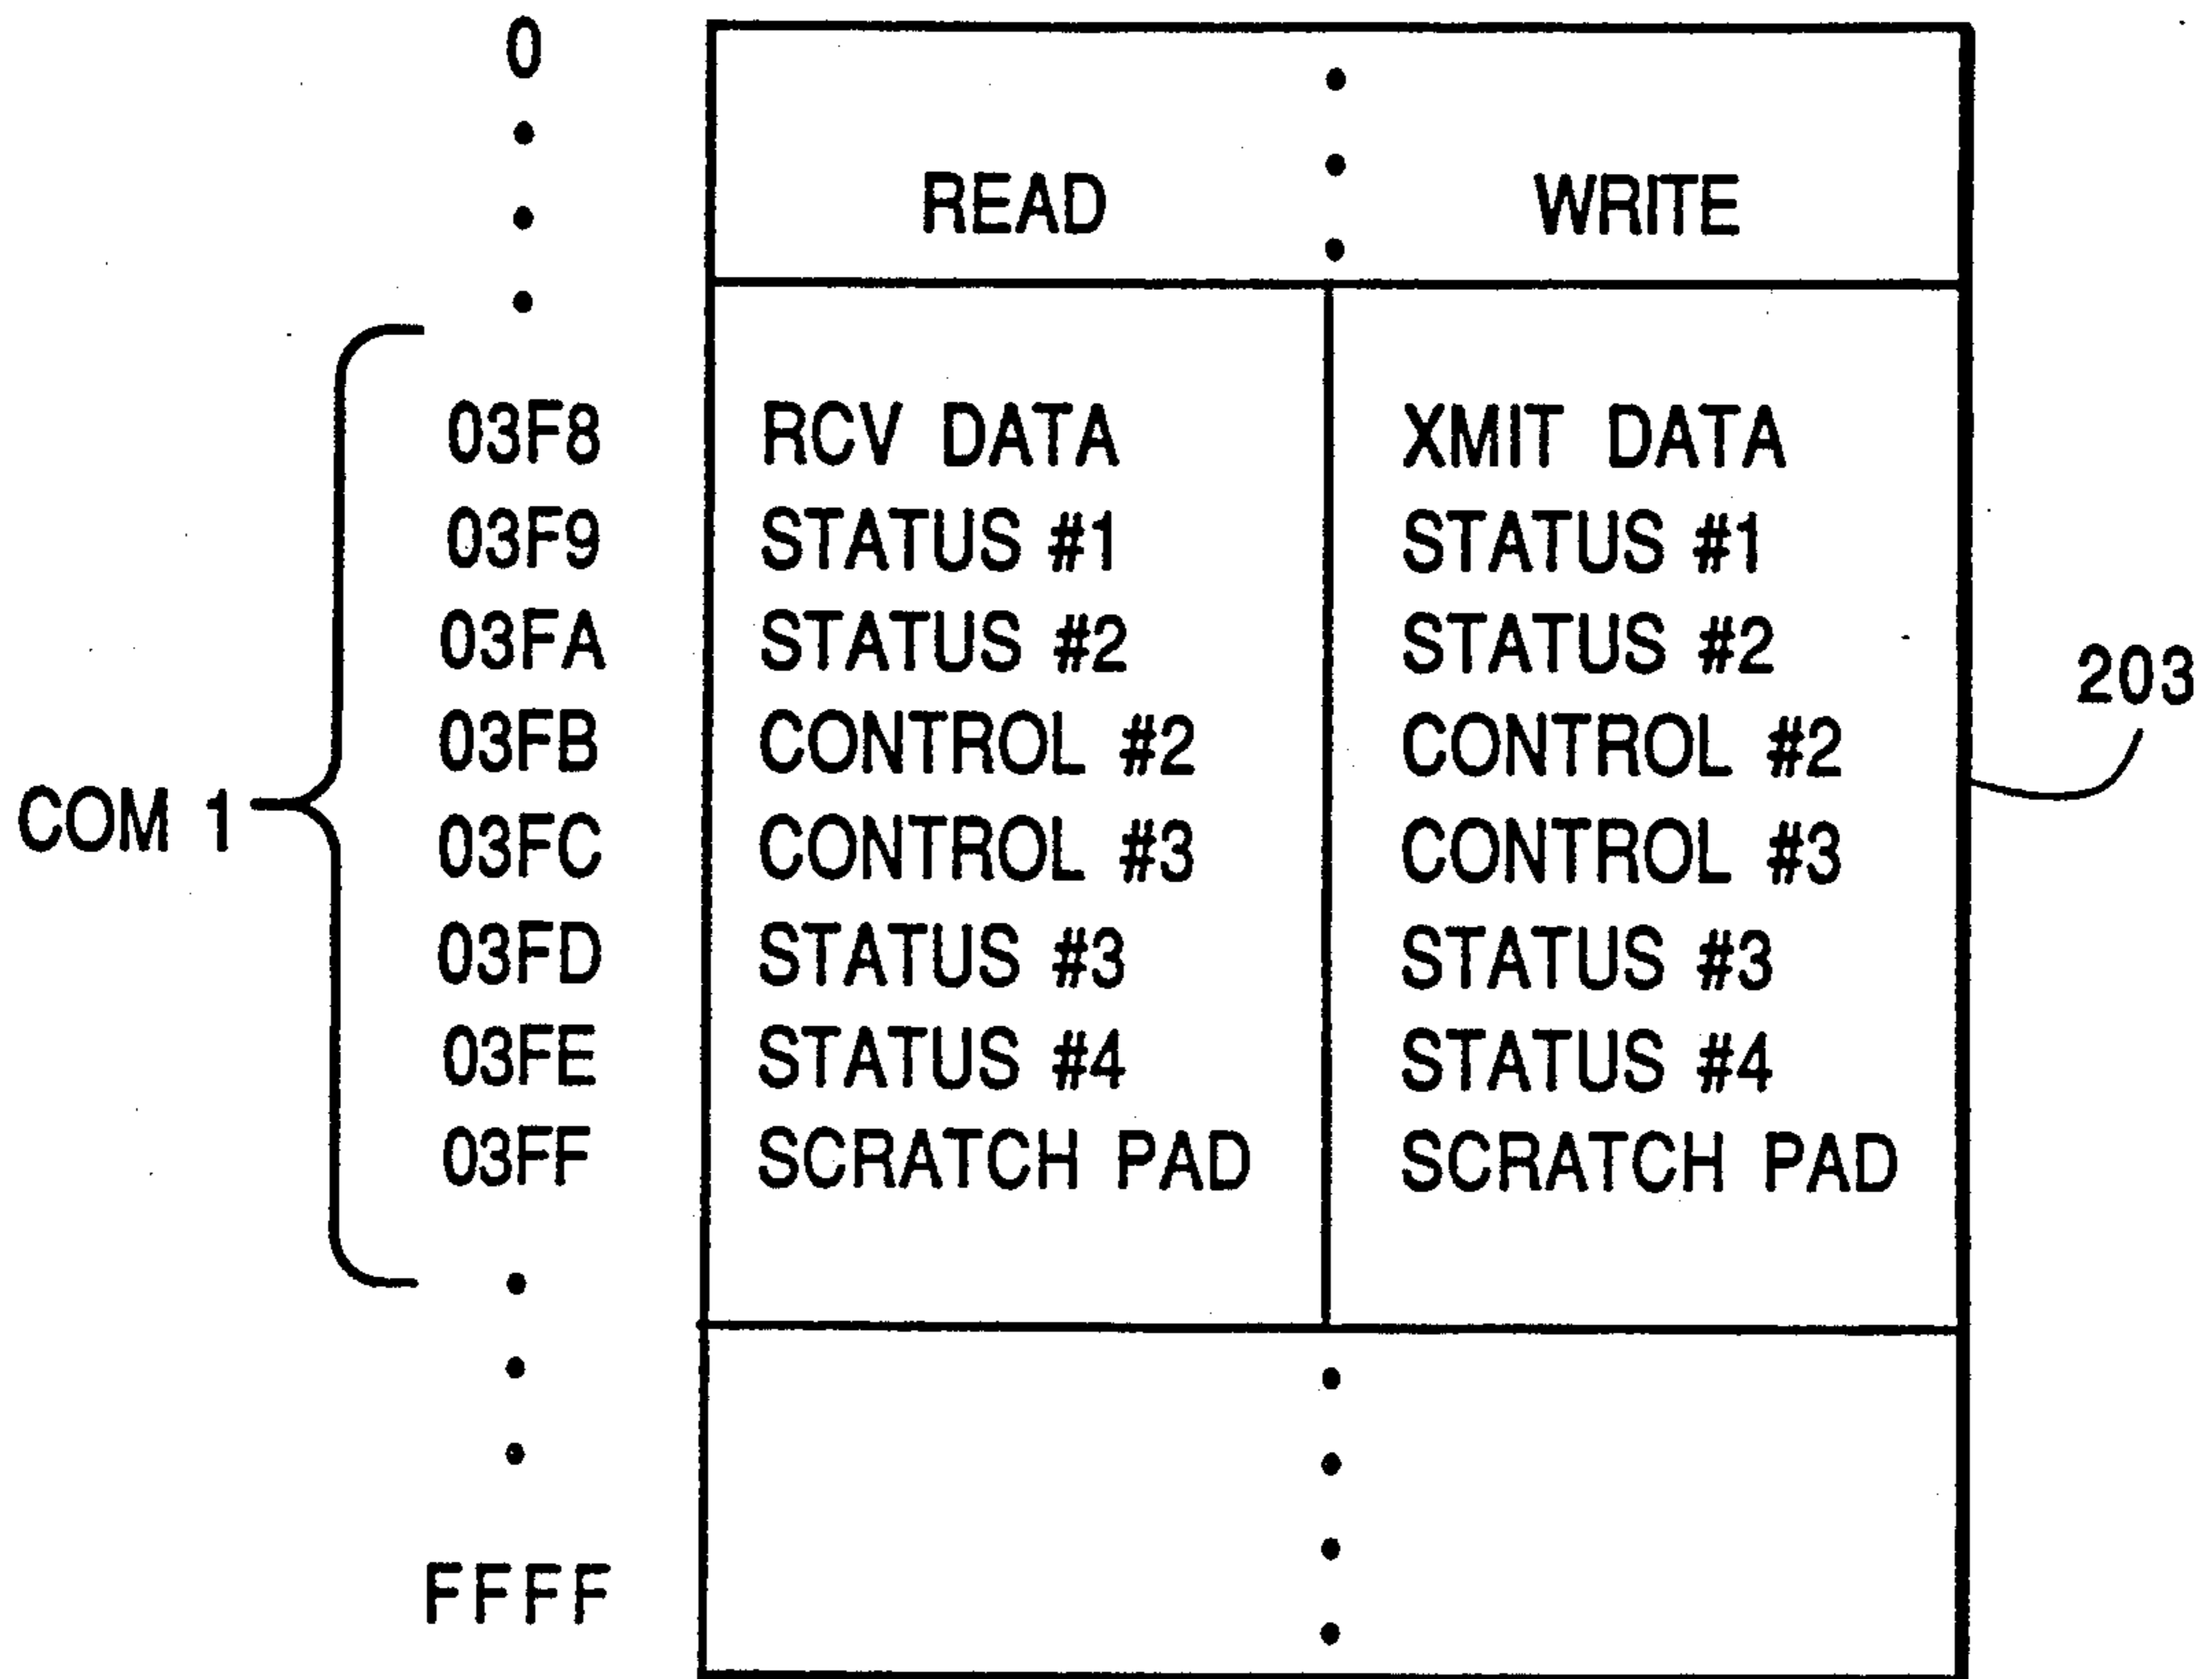 0
READ WRITE
03F8 RCV DATA XMIT DATA
03F9 STATUS #1 STATUS #1
03FA STATUS #2 STATUS #2
203
03FB CONTROL #2 CONTROL #2
COM 1
03FC CONTROL #3 CONTROL #3
03FD STATUS #3 STATUS #3
03FE STATUS #4 STATUS #4
03FF SCRATCH PAD SCRATCH PAD
FFFF